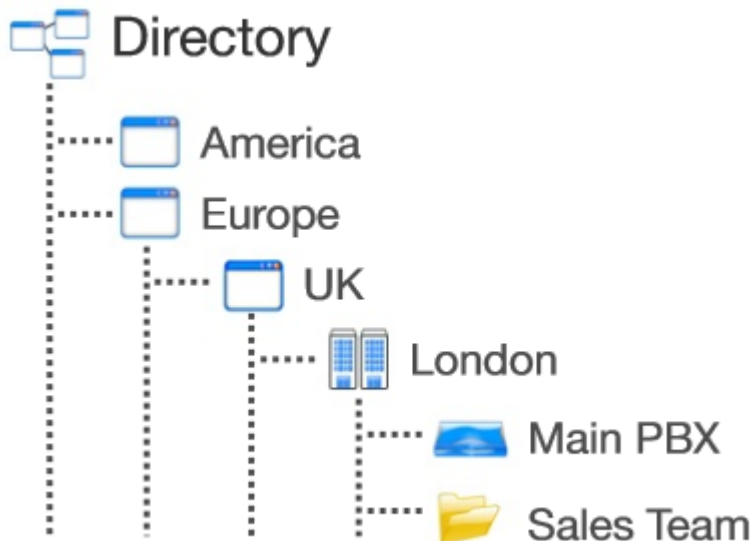 Directory
America
Europe
UK
London
Main PBX
Sales Team